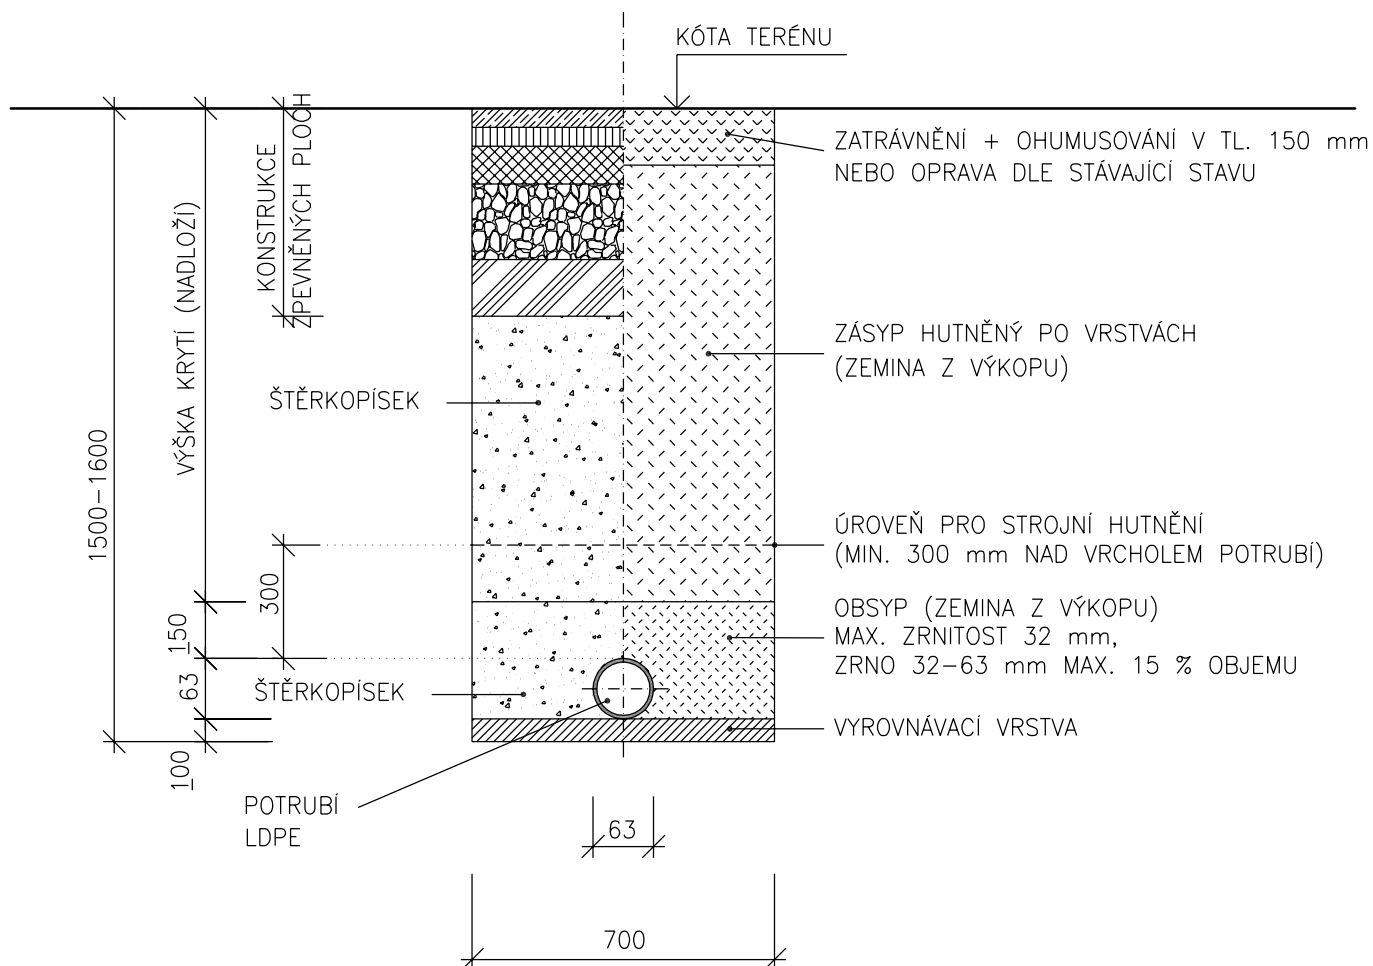 KÓTA TERÉNU
ZATRÁVNĚNÍ + OHUMUSOVÁNÍ V TL. 150 mm
NEBO OPRAVA DLE STÁVAJÍCÍ STAVU
KONSTRUKCE
ZPEVNĚNÝCH PLOCH
VÝŠKA KRYTÍ (NADLOŽÍ)
1500-1600
ZÁSYP HUTNĚNÝ PO VRSTVÁCH
(ZEMINA Z VÝKOPU)
ŠTĚRKOPÍSEK
ÚROVEŇ PRO STROJNÍ HUTNĚNÍ
(MIN. 300 mm NAD VRCHOLEM POTRUBÍ)
300
OBSYP (ZEMINA Z VÝKOPU)
MAX. ZRNITOST 32 mm,
ZRNO 32-63 mm MAX. 15 % OBJEMU
150
63
ŠTĚRKOPÍSEK
VYROVNÁVACÍ VRSTVA
100
POTRUBÍ
LDPE
63
700